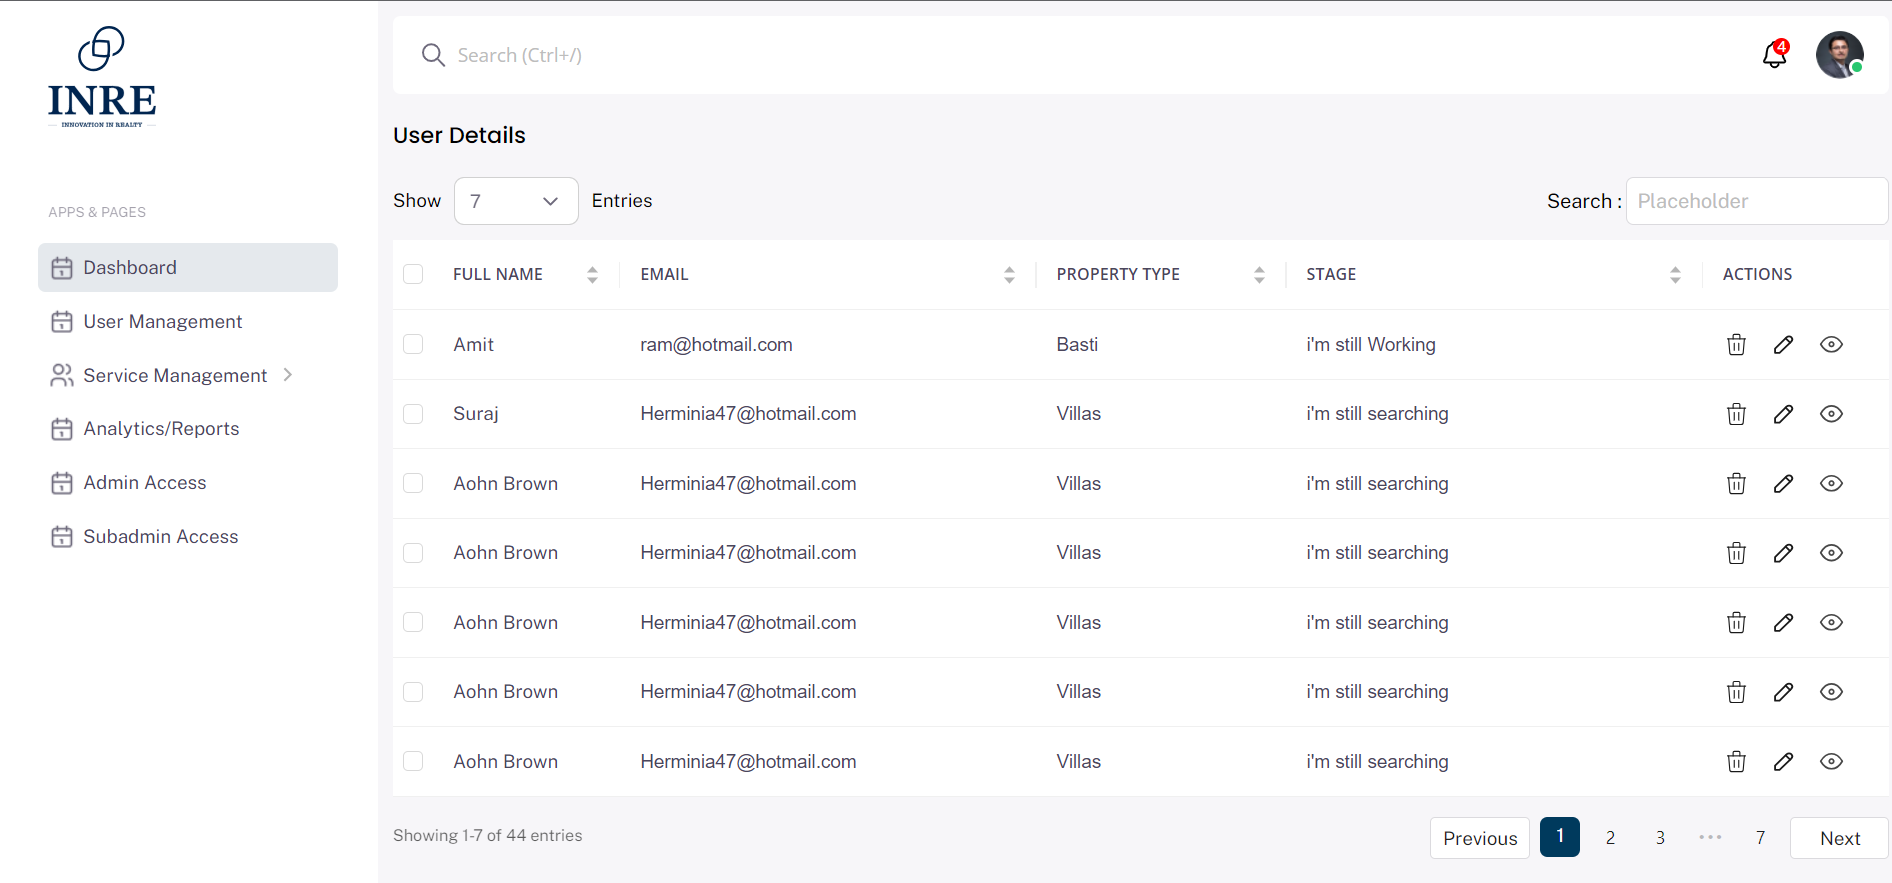 INRE
INNOVATION IN REALTY
APPS & PAGES
Dashboard
User Management
Service Management
Analytics/Reports
Admin Access
Subadmin Access
Search (Ctrl+/)
4
User Details
Show 7 Entries Search : Placeholder
FULL NAME EMAIL PROPERTY TYPE STAGE ACTIONS
Amit ram@hotmail.com Basti i'm still Working
Suraj Herminia47@hotmail.com Villas i'm still searching
Aohn Brown Herminia47@hotmail.com Villas i'm still searching
Aohn Brown Herminia47@hotmail.com Villas i'm still searching
Aohn Brown Herminia47@hotmail.com Villas i'm still searching
Aohn Brown Herminia47@hotmail.com Villas i'm still searching
Aohn Brown Herminia47@hotmail.com Villas i'm still searching
Showing 1-7 of 44 entries Previous 1 2 3 ••• 7 Next